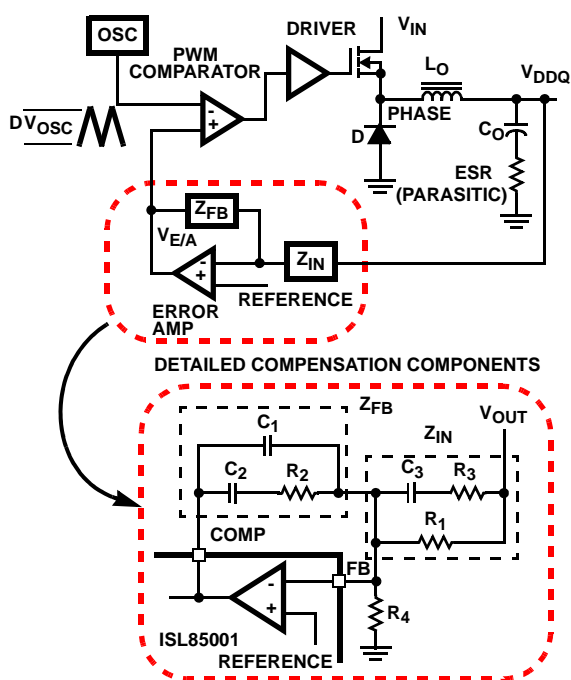 OSC
PWM
COMPARATOR
DRIVER
VIN
LO
VDDQ
DVOSC
PHASE
D
CO
ESR
(PARASITIC)
ZFB
VE/A
ZIN
REFERENCE
ERROR
AMP
DETAILED COMPENSATION COMPONENTS
ZFB
C1
ZIN
VOUT
C2
R2
C3
R3
R1
COMP
FB
R4
ISL85001
REFERENCE